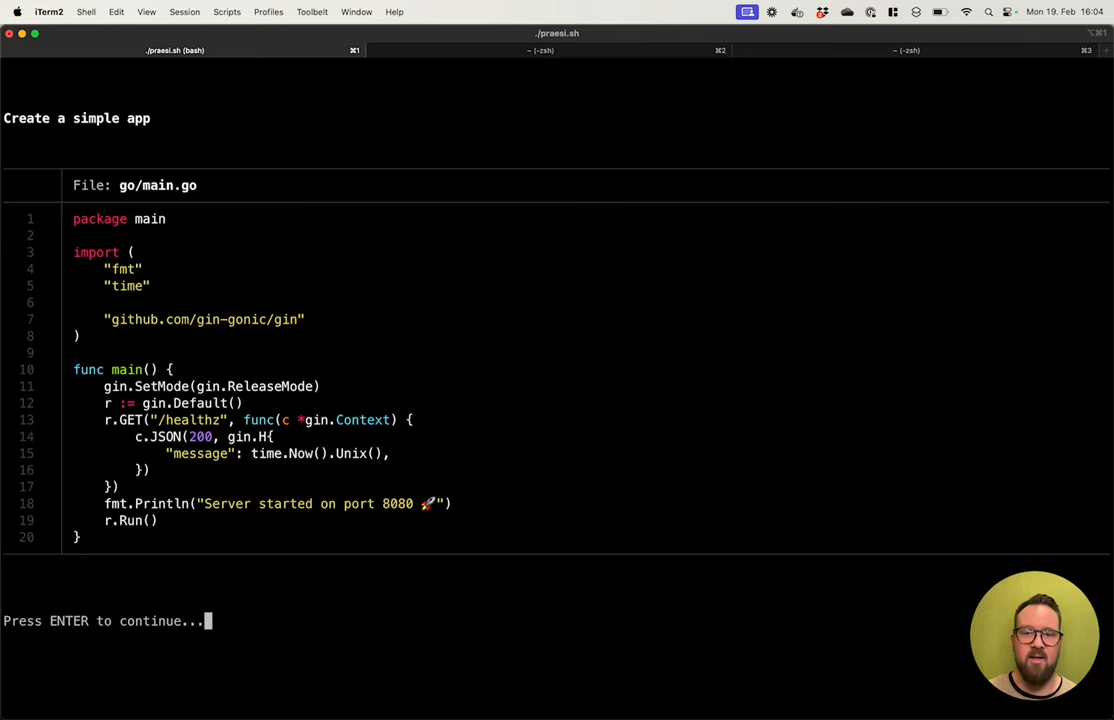 iTerm2 Shell Edit View Session Scripts Profiles Toolbelt Window Help Mon 19. Feb 16:04
./praesi.sh ⌥⌘1
./praesi.sh (bash) ⌘1 ~ (-zsh) ⌘2 ~ (-zsh) ⌘3 +
Create a simple app
File: go/main.go
1 package main
2
3 import (
4     "fmt"
5     "time"
6
7     "github.com/gin-gonic/gin"
8 )
9
10 func main() {
11     gin.SetMode(gin.ReleaseMode)
12     r := gin.Default()
13     r.GET("/healthz", func(c *gin.Context) {
14         c.JSON(200, gin.H{
15             "message": time.Now().Unix(),
16         })
17     })
18     fmt.Println("Server started on port 8080 🚀")
19     r.Run()
20 }
Press ENTER to continue...